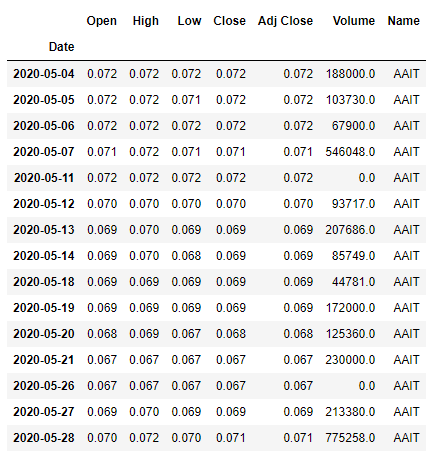 Open High Low Close Adj Close Volume Name
Date
2020-05-04 0.072 0.072 0.072 0.072 0.072 188000.0 AAIT
2020-05-05 0.072 0.072 0.071 0.072 0.072 103730.0 AAIT
2020-05-06 0.072 0.072 0.072 0.072 0.072 67900.0 AAIT
2020-05-07 0.071 0.072 0.071 0.071 0.071 546048.0 AAIT
2020-05-11 0.072 0.072 0.072 0.072 0.072 0.0 AAIT
2020-05-12 0.070 0.070 0.070 0.070 0.070 93717.0 AAIT
2020-05-13 0.069 0.070 0.069 0.069 0.069 207686.0 AAIT
2020-05-14 0.069 0.070 0.068 0.069 0.069 85749.0 AAIT
2020-05-18 0.069 0.069 0.069 0.069 0.069 44781.0 AAIT
2020-05-19 0.069 0.069 0.069 0.069 0.069 172000.0 AAIT
2020-05-20 0.068 0.069 0.067 0.068 0.068 125360.0 AAIT
2020-05-21 0.067 0.067 0.067 0.067 0.067 230000.0 AAIT
2020-05-26 0.067 0.067 0.067 0.067 0.067 0.0 AAIT
2020-05-27 0.069 0.070 0.069 0.069 0.069 213380.0 AAIT
2020-05-28 0.070 0.072 0.070 0.071 0.071 775258.0 AAIT